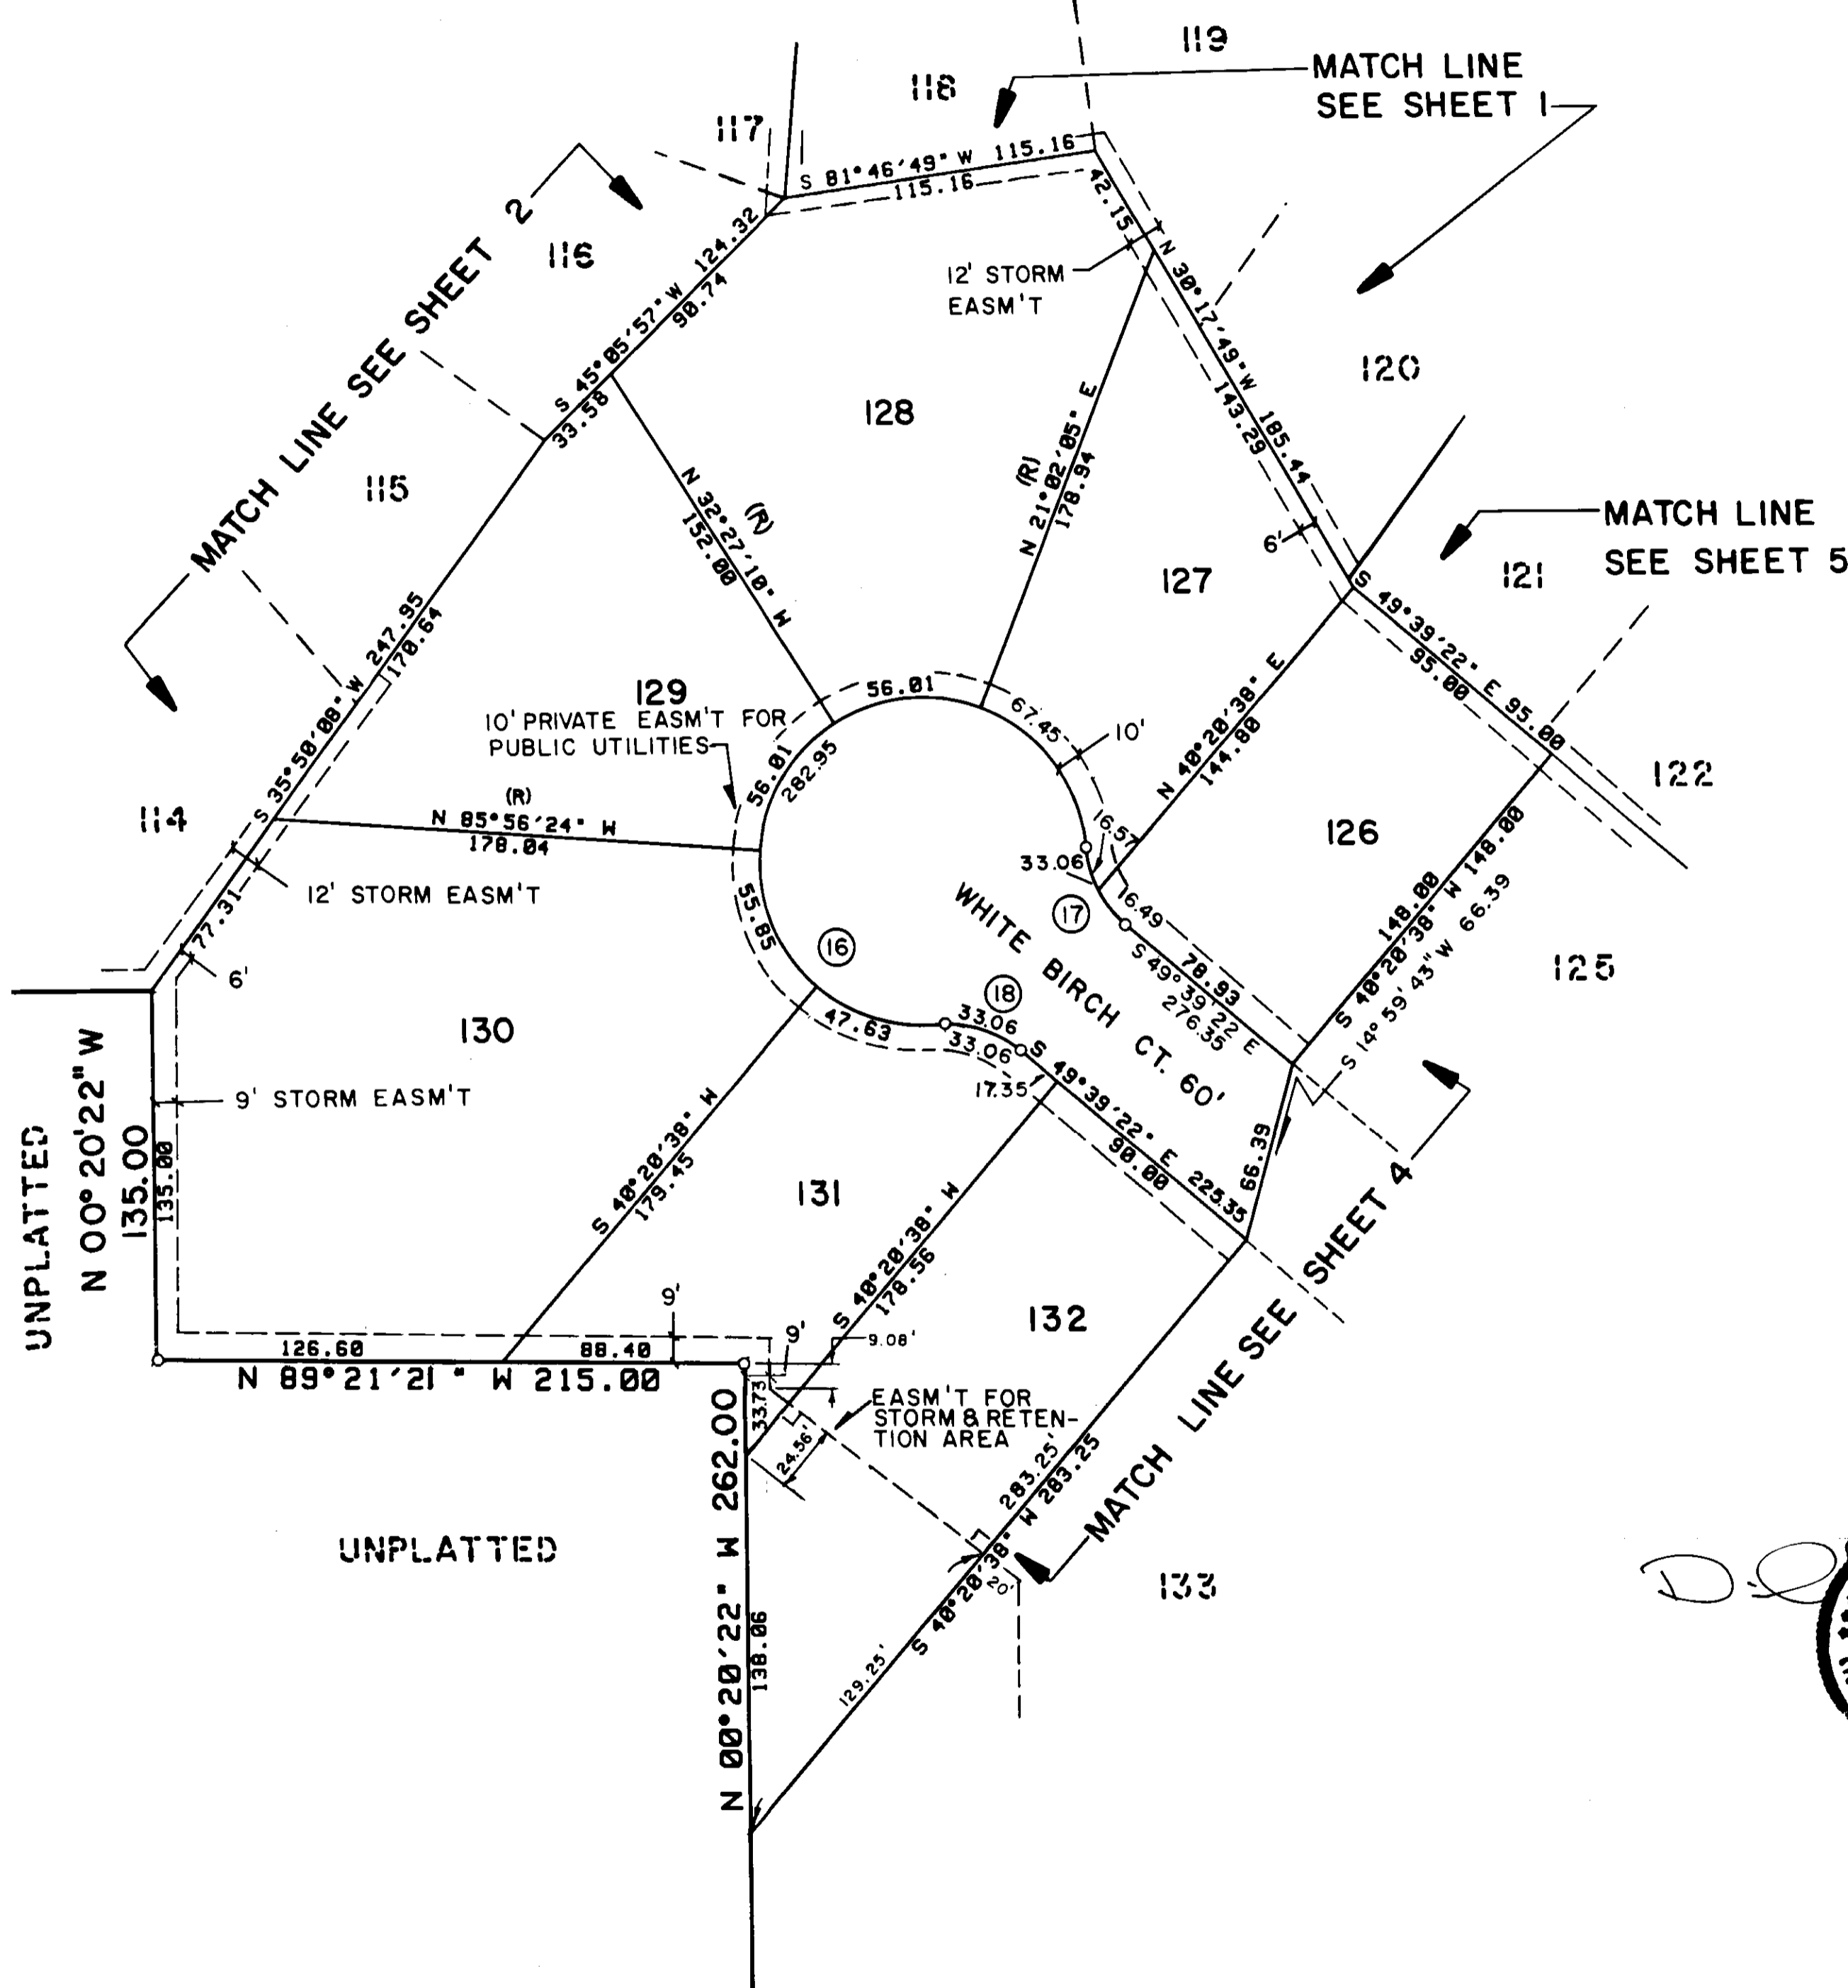 119
118
MATCH LINE
SEE SHEET 1
117
S 81°46'49" W 115.16
115.16
42.15
MATCH LINE SEE SHEET 2
116
124.32
S 45°05'57" W
90.74
33.58
12' STORM
EASM'T
N 30°17'49" W 185.44
143.29
120
128
(R)
N 21°02'05" E
178.94
115
(R)
N 32°27'10" W
152.00
6'
MATCH LINE
SEE SHEET 5
121
127
S 49°39'22" E 95.00
95.00
S 35°50'08" W 247.95
170.64
129
10' PRIVATE EASM'T FOR
PUBLIC UTILITIES
56.01
67.45
10'
N 40°20'38" E
144.80
56.01
282.95
122
114
(R)
N 85°56'24" W
178.04
16.57
33.06
126
12' STORM EASM'T
77.31
6'
55.85
16
WHITE BIRCH CT. 60'
17
16.49
78.93
S 49°39'22 E
276.35
148.00
S 40°20'38" W 148.00
S 14° 59' 43" W 66.39
125
18
33.06
33.06
47.63
17.35
130
N 00°20'22" W
135.00
135.00
UNPLATTED
9' STORM EASM'T
S 40°20'38" W
179.45
S 49°39'22" E 225.35
90.00
66.39
MATCH LINE SEE SHEET 4
131
S 40°20'38" W
178.56
132
9'
9'
9.08'
126.60
88.40
N 89°21'21" W 215.00
33.73
EASM'T FOR
STORM & RETEN-
TION AREA
24.56'
N 00°20'22" W 262.00
138.06
283.25'
S 40°20'38" W 283.25
20'
129.25'
UNPLATTED
133